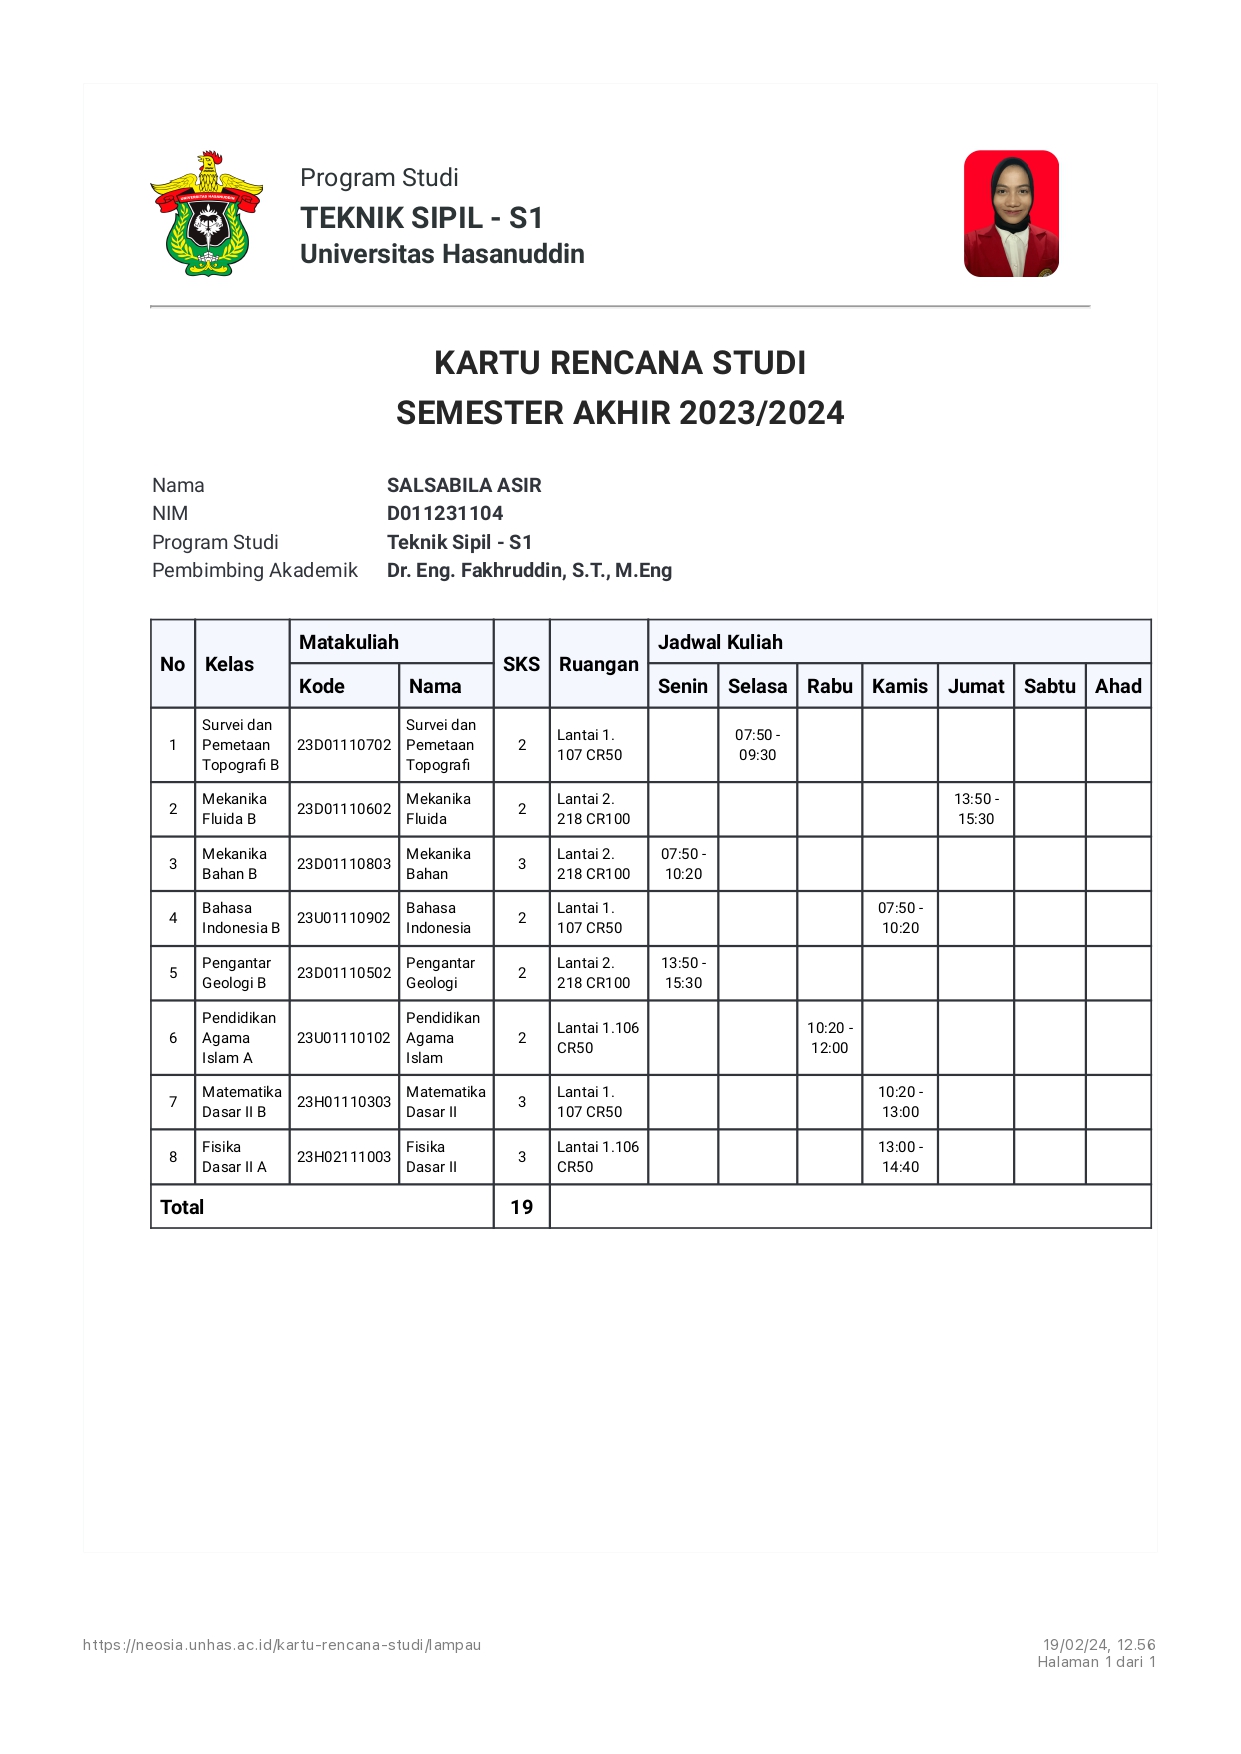 UNIVERSITAS HASANUDDIN
Program Studi
TEKNIK SIPIL - S1
Universitas Hasanuddin
KARTU RENCANA STUDI
SEMESTER AKHIR 2023/2024
Nama SALSABILA ASIR
NIM D011231104
Program Studi Teknik Sipil - S1
Pembimbing Akademik Dr. Eng. Fakhruddin, S.T., M.Eng
No Kelas Matakuliah SKS Ruangan Jadwal Kuliah
Kode Nama Senin Selasa Rabu Kamis Jumat Sabtu Ahad
1 Survei dan Pemetaan Topografi B 23D01110702 Survei dan Pemetaan Topografi 2 Lantai 1. 107 CR50 07:50 - 09:30
2 Mekanika Fluida B 23D01110602 Mekanika Fluida 2 Lantai 2. 218 CR100 13:50 - 15:30
3 Mekanika Bahan B 23D01110803 Mekanika Bahan 3 Lantai 2. 218 CR100 07:50 - 10:20
4 Bahasa Indonesia B 23U01110902 Bahasa Indonesia 2 Lantai 1. 107 CR50 07:50 - 10:20
5 Pengantar Geologi B 23D01110502 Pengantar Geologi 2 Lantai 2. 218 CR100 13:50 - 15:30
6 Pendidikan Agama Islam A 23U01110102 Pendidikan Agama Islam 2 Lantai 1.106 CR50 10:20 - 12:00
7 Matematika Dasar II B 23H01110303 Matematika Dasar II 3 Lantai 1. 107 CR50 10:20 - 13:00
8 Fisika Dasar II A 23H02111003 Fisika Dasar II 3 Lantai 1.106 CR50 13:00 - 14:40
Total 19
https://neosia.unhas.ac.id/kartu-rencana-studi/lampau 19/02/24, 12.56
Halaman 1 dari 1